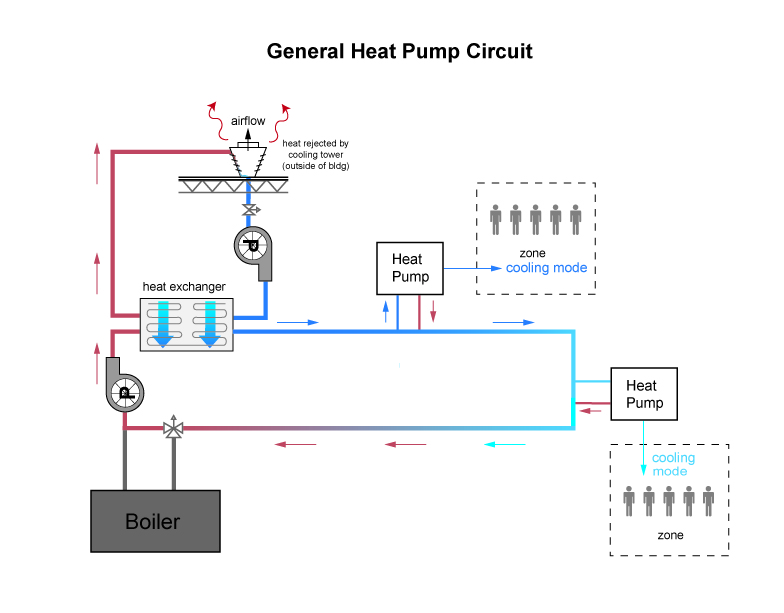 General Heat Pump Circuit
airflow
heat rejected by
cooling tower
(outside of bldg)
zone
cooling mode
Heat
Pump
heat exchanger
Heat
Pump
cooling
mode
zone
Boiler